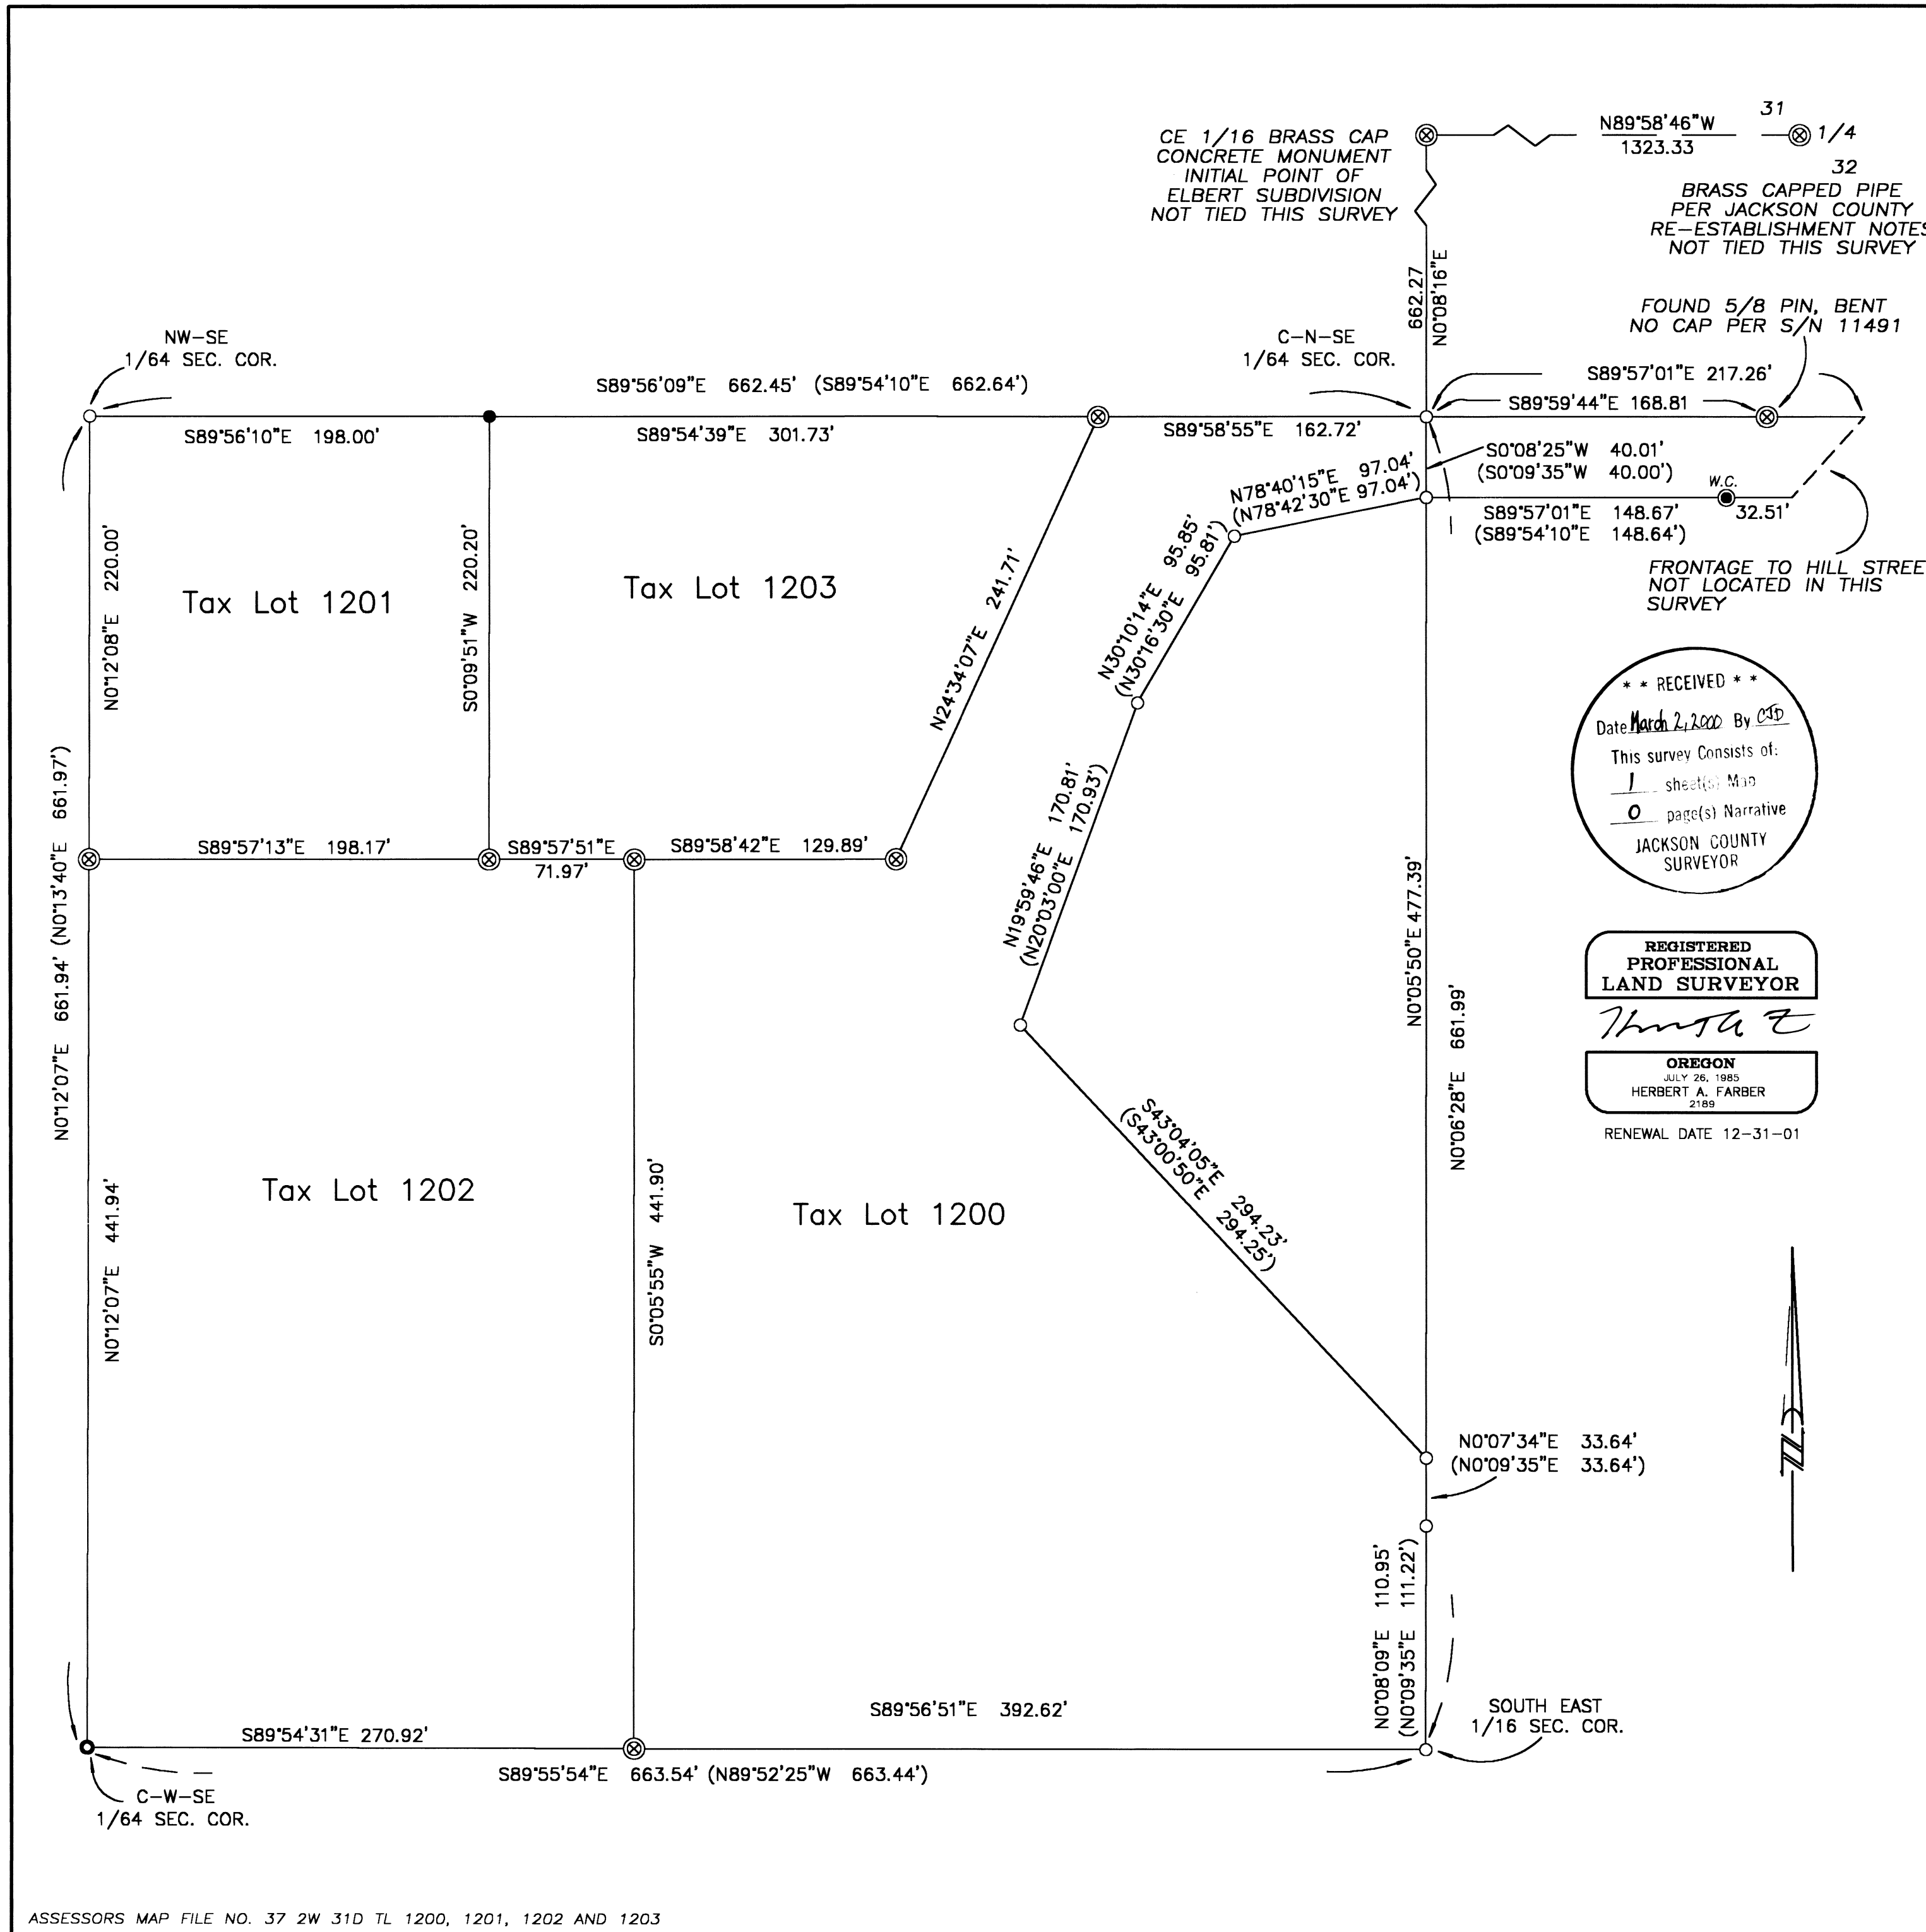 31
N89°58'46"W
1323.33
1/4
32
CE 1/16 BRASS CAP
CONCRETE MONUMENT
INITIAL POINT OF
ELBERT SUBDIVISION
NOT TIED THIS SURVEY
BRASS CAPPED PIPE
PER JACKSON COUNTY
RE-ESTABLISHMENT NOTES
NOT TIED THIS SURVEY
662.27
N0°08'16"E
FOUND 5/8 PIN, BENT
NO CAP PER S/N 11491
NW-SE
1/64 SEC. COR.
C-N-SE
1/64 SEC. COR.
S89°57'01"E 217.26'
S89°59'44"E 168.81
S89°56'09"E 662.45' (S89°54'10"E 662.64')
S89°56'10"E 198.00'
S89°54'39"E 301.73'
S89°58'55"E 162.72'
S0°08'25"W 40.01'
(S0°09'35"W 40.00')
W.C.
S89°57'01"E 148.67'
(S89°54'10"E 148.64')
32.51'
N78°40'15"E 97.04'
(N78°42'30"E 97.04')
FRONTAGE TO HILL STREE
NOT LOCATED IN THIS
SURVEY
N30°10'14"E 95.85'
(N30°16'30"E 95.81')
N0°12'08"E 220.00'
Tax Lot 1201
S0°09'51"W 220.20'
Tax Lot 1203
N24°34'07"E 241.71'
* * RECEIVED * *
Date March 2, 2000 By CJD
This survey Consists of:
1 sheet(s) Map
0 page(s) Narrative
JACKSON COUNTY
SURVEYOR
N19°59'46"E 170.81'
(N20°03'00"E 170.93')
S89°57'13"E 198.17'
S89°57'51"E
71.97'
S89°58'42"E 129.89'
N0°12'07"E 661.94' (N0°13'40"E 661.97')
N0°05'50"E 477.39'
N0°06'28"E 661.99'
REGISTERED
PROFESSIONAL
LAND SURVEYOR
OREGON
JULY 26, 1985
HERBERT A. FARBER
2189
RENEWAL DATE 12-31-01
S43°04'05"E 294.23'
(S43°00'50"E 294.25')
N0°12'07"E 441.94'
Tax Lot 1202
S0°05'55"W 441.90'
Tax Lot 1200
N0°07'34"E 33.64'
(N0°09'35"E 33.64')
N
N0°08'09"E 110.95'
(N0°09'35"E 111.22')
S89°54'31"E 270.92'
S89°56'51"E 392.62'
SOUTH EAST
1/16 SEC. COR.
S89°55'54"E 663.54' (N89°52'25"W 663.44')
C-W-SE
1/64 SEC. COR.
ASSESSORS MAP FILE NO. 37 2W 31D TL 1200, 1201, 1202 AND 1203